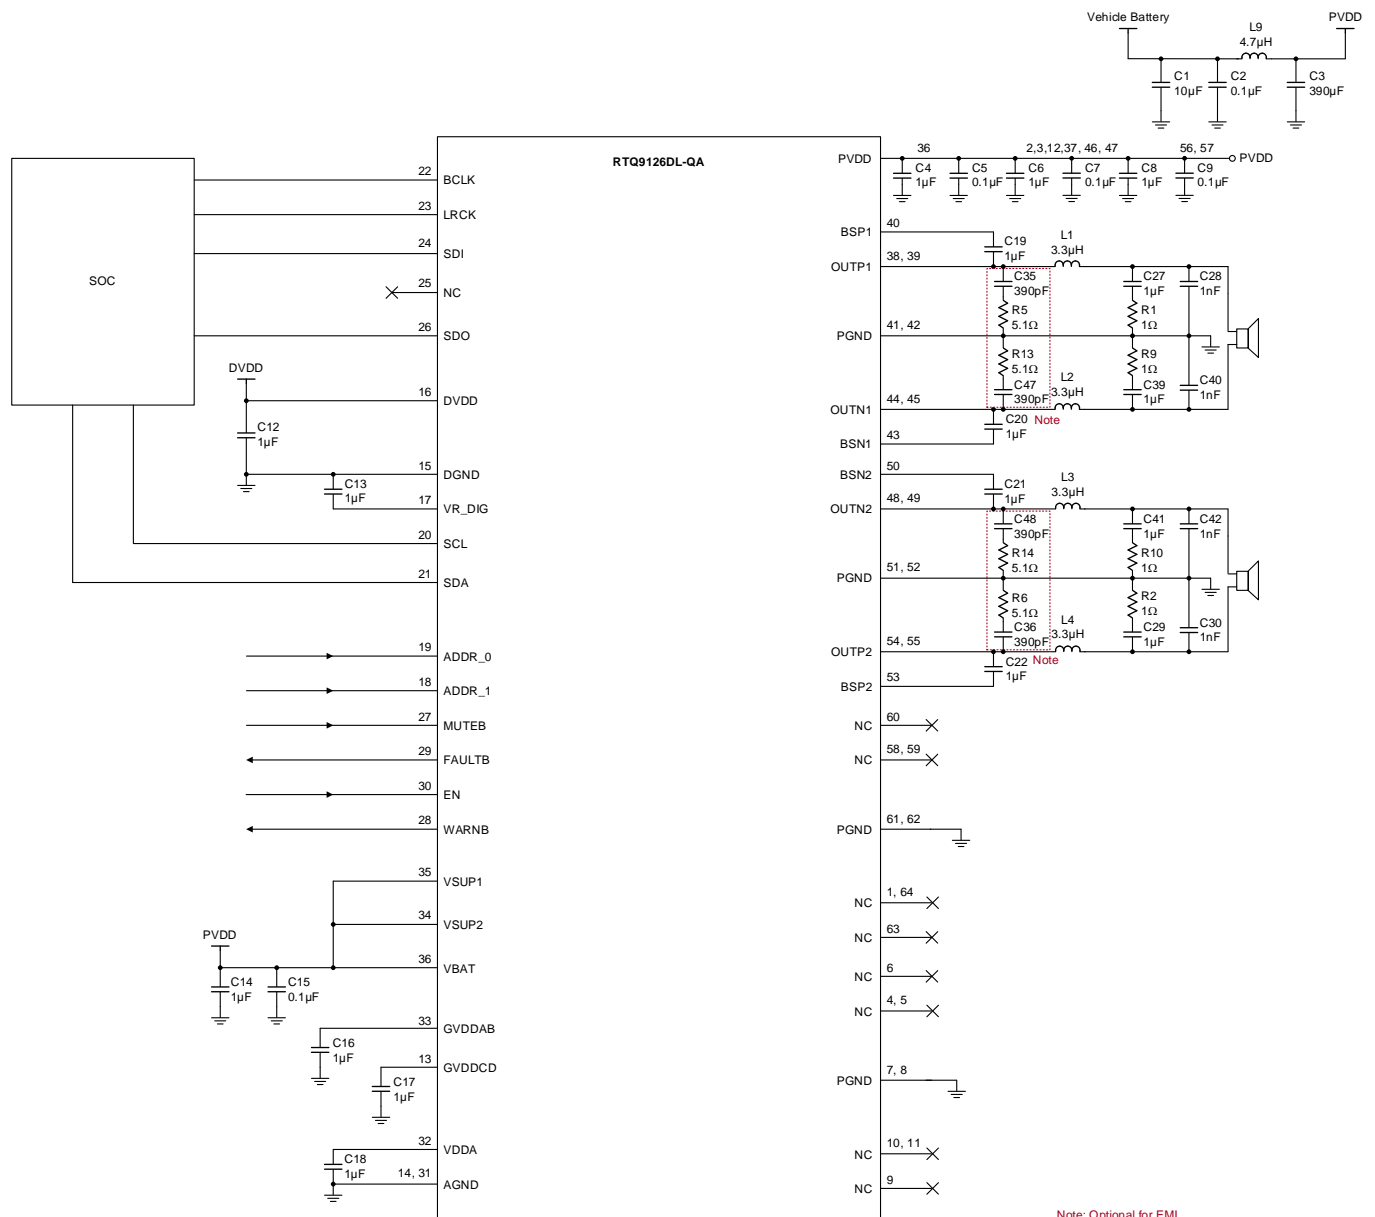 Vehicle Battery
L9
4.7µH
PVDD
C1
10µF
C2
0.1µF
C3
390µF
RTQ9126DL-QA
SOC
22
BCLK
23
LRCK
24
SDI
25
NC
26
SDO
DVDD
16
DVDD
C12
1µF
15
DGND
C13
1µF
17
VR_DIG
20
SCL
21
SDA
19
ADDR_0
18
ADDR_1
27
MUTEB
29
FAULTB
30
EN
28
WARNB
35
VSUP1
34
VSUP2
PVDD
36
VBAT
C14
1µF
C15
0.1µF
33
GVDDAB
C16
1µF
13
GVDDCD
C17
1µF
32
VDDA
C18
1µF
14, 31
AGND
PVDD
36
2,3,12,37, 46, 47
56, 57
PVDD
C4
1µF
C5
0.1µF
C6
1µF
C7
0.1µF
C8
1µF
C9
0.1µF
BSP1
40
C19
1µF
L1
3.3µH
OUTP1
38, 39
C35
390pF
R5
5.1Ω
C27
1µF
R1
1Ω
C28
1nF
PGND
41, 42
R13
5.1Ω
C47
390pF
L2
3.3µH
R9
1Ω
C39
1µF
C40
1nF
OUTN1
44, 45
C20
1µF
Note
BSN1
43
BSN2
50
C21
1µF
L3
3.3µH
OUTN2
48, 49
C48
390pF
R14
5.1Ω
C41
1µF
R10
1Ω
C42
1nF
PGND
51, 52
R6
5.1Ω
C36
390pF
L4
3.3µH
R2
1Ω
C29
1µF
C30
1nF
OUTP2
54, 55
C22
1µF
Note
BSP2
53
NC
60
NC
58, 59
PGND
61, 62
NC
1, 64
NC
63
NC
6
NC
4, 5
PGND
7, 8
NC
10, 11
NC
9
Note: Optional for EMI